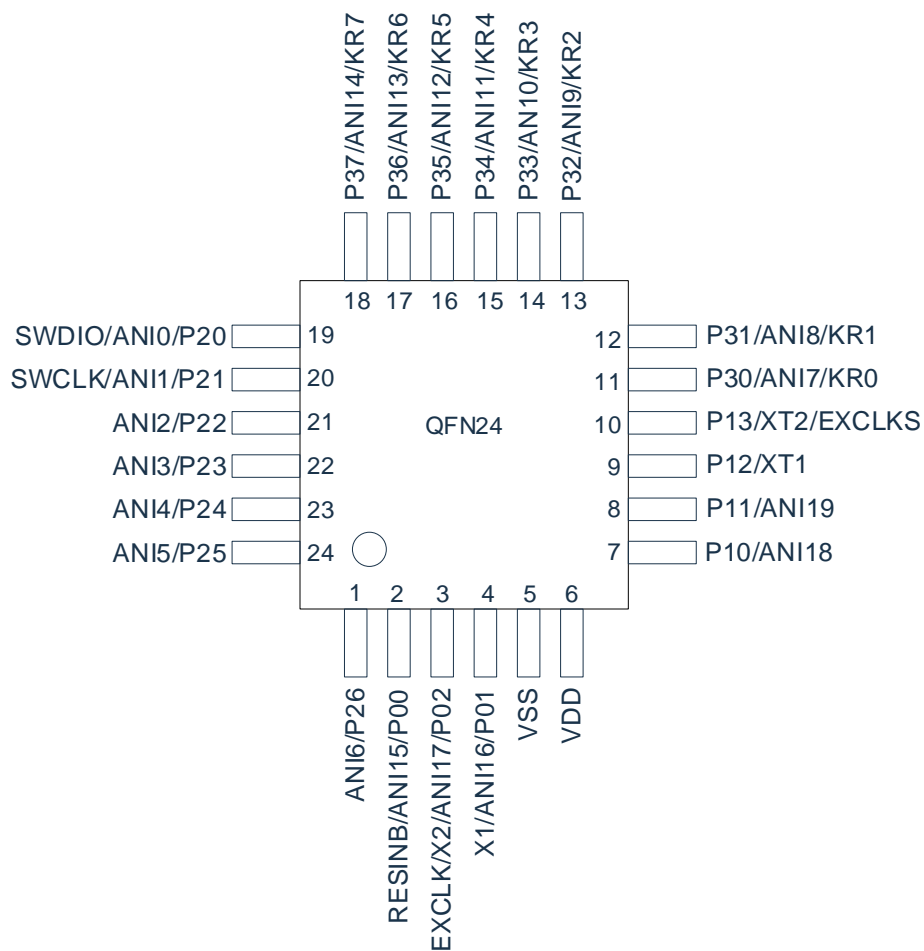 P37/ANI14/KR7
P36/ANI13/KR6
P35/ANI12/KR5
P34/ANI11/KR4
P33/AN10/KR3
P32/ANI9/KR2
18
17
16
15
14
13
SWDIO/ANI0/P20
19
SWCLK/ANI1/P21
20
ANI2/P22
21
ANI3/P23
22
ANI4/P24
23
ANI5/P25
24
QFN24
12
P31/ANI8/KR1
11
P30/ANI7/KR0
10
P13/XT2/EXCLKS
9
P12/XT1
8
P11/ANI19
7
P10/ANI18
1
2
3
4
5
6
ANI6/P26
RESINB/ANI15/P00
EXCLK/X2/ANI17/P02
X1/ANI16/P01
VSS
VDD